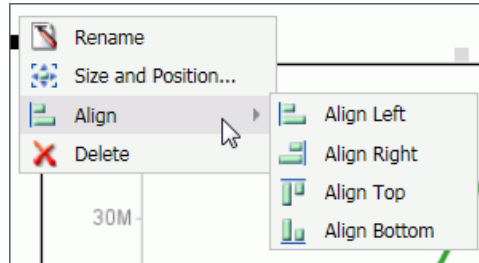 Rename
Size and Position...
Align
Delete
Align Left
Align Right
Align Top
Align Bottom
30M